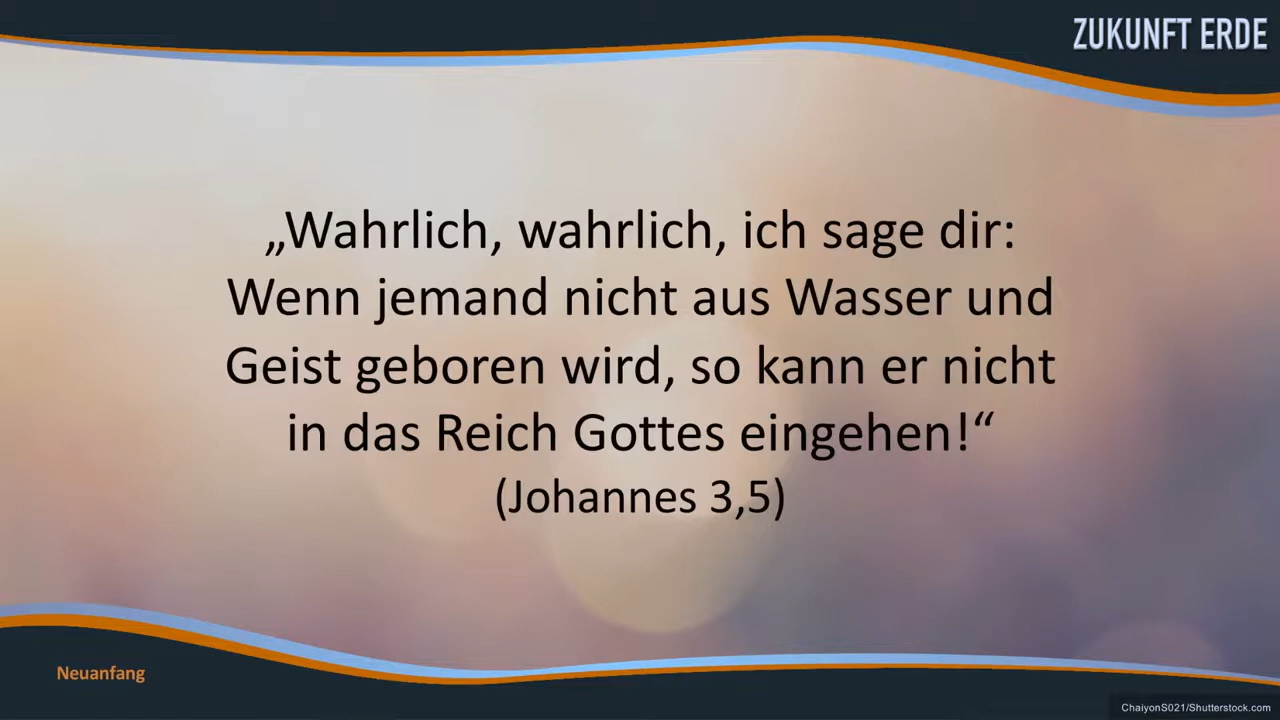 ZUKUNFT ERDE
„Wahrlich, wahrlich, ich sage dir:
Wenn jemand nicht aus Wasser und
Geist geboren wird, so kann er nicht
in das Reich Gottes eingehen!“
(Johannes 3,5)
Neuanfang
ChaiyonS021/Shutterstock.com